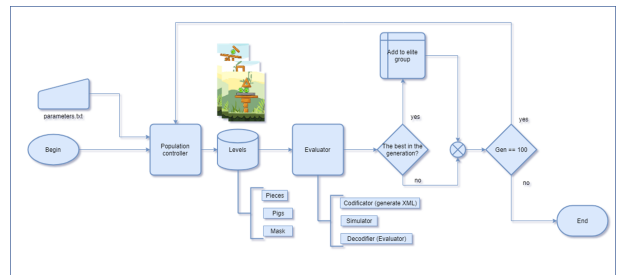 parameters.txt
Begin
Population
controller
Levels
Pieces
Pigs
Mask
Evaluator
Codificator (generate XML)
Simulator
Decodifier (Evaluator)
The best in the
generation?
yes
no
Add to elite
group
Gen == 100
yes
no
End